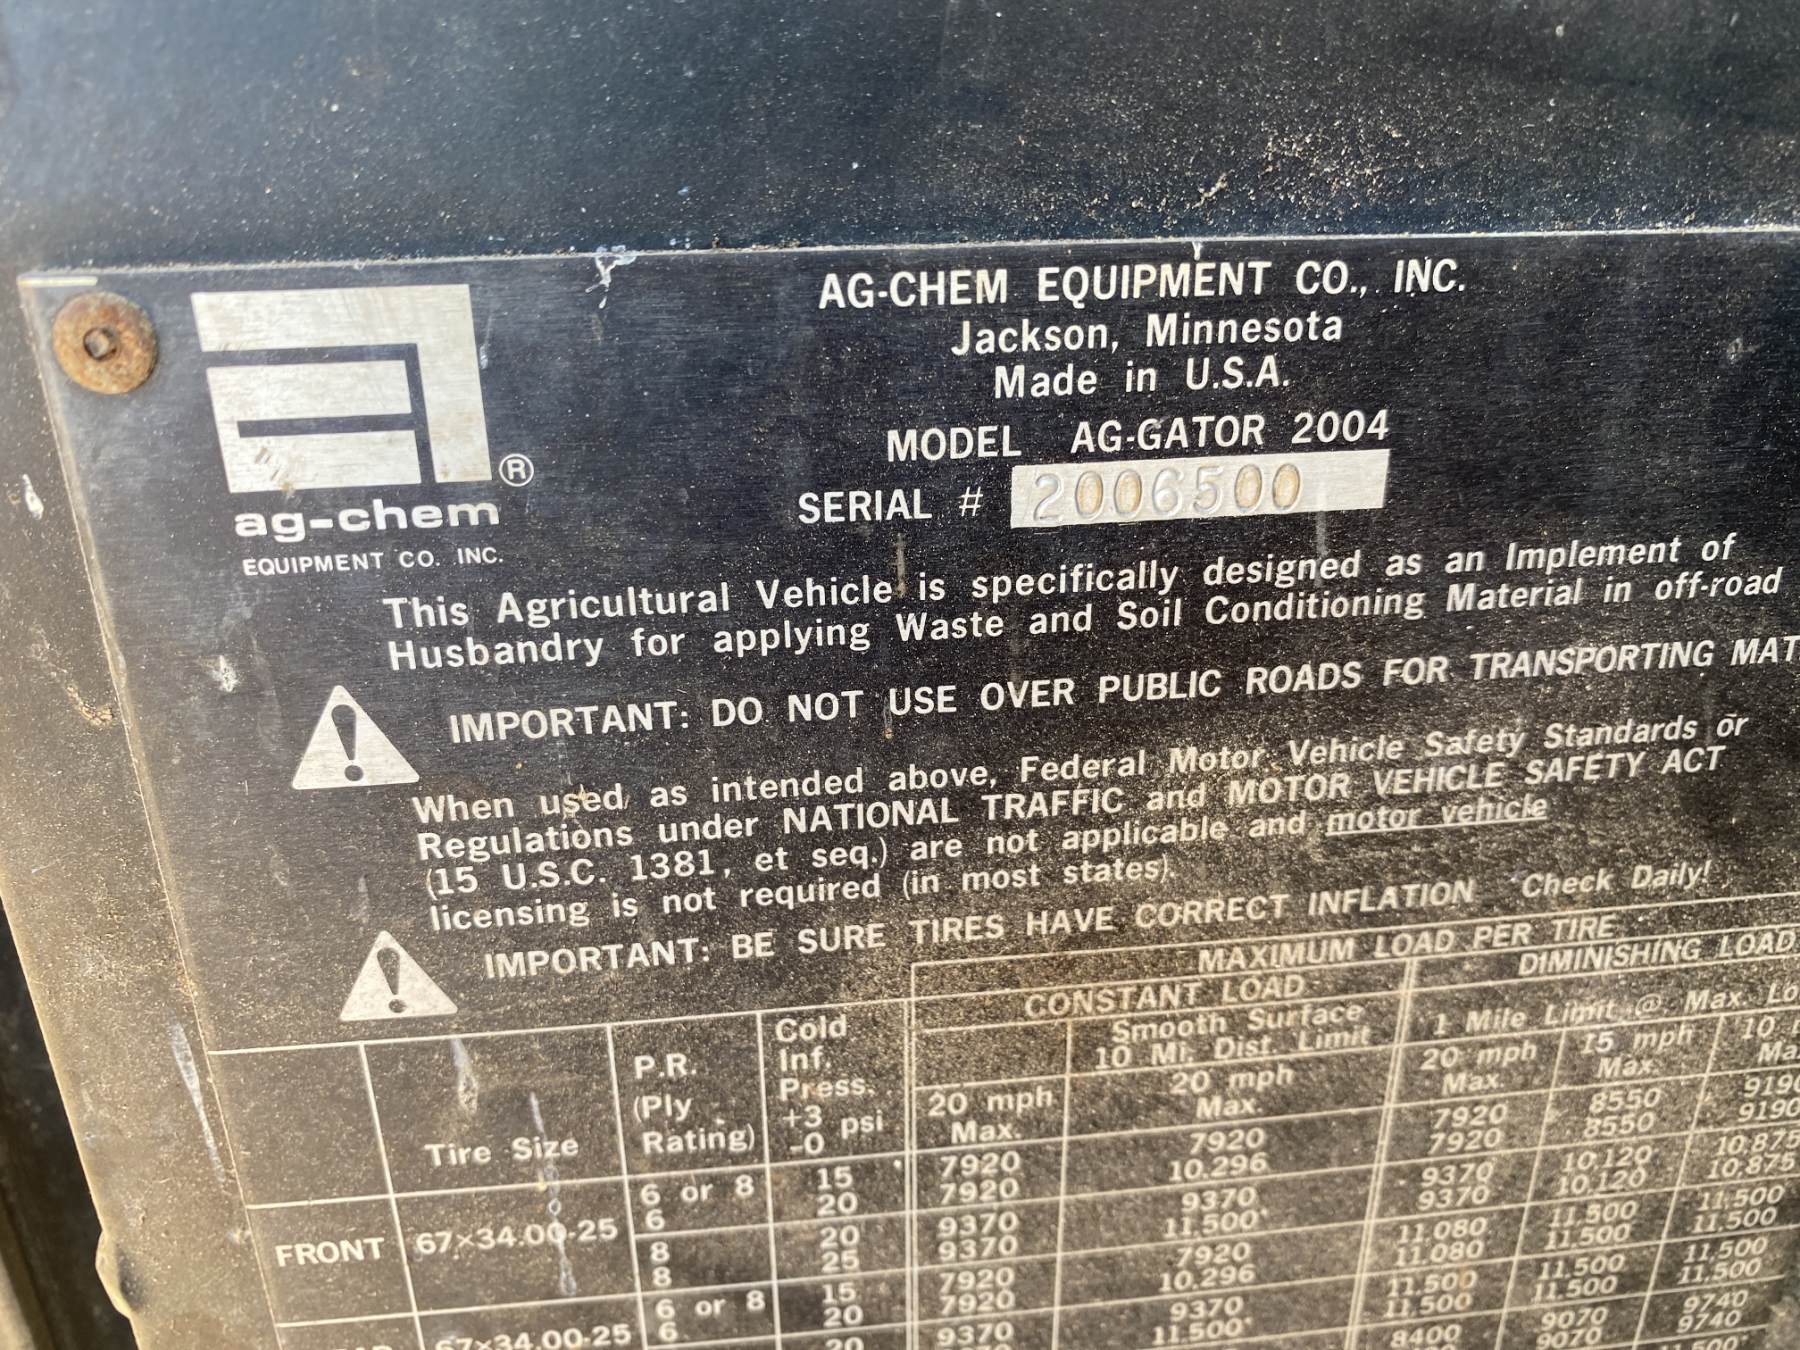 AG-CHEM EQUIPMENT CO., INC.
Jackson, Minnesota
Made in U.S.A.
MODEL AG-GATOR 2004
SERIAL # 2006500
®
ag-chem
EQUIPMENT CO. INC.
This Agricultural Vehicle is specifically designed as an Implement of
Husbandry for applying Waste and Soil Conditioning Material in off-road
IMPORTANT: DO NOT USE OVER PUBLIC ROADS FOR TRANSPORTING MAT
When used as intended above, Federal Motor Vehicle Safety Standards or
Regulations under NATIONAL TRAFFIC and MOTOR VEHICLE SAFETY ACT
(15 U.S.C. 1381, et seq.) are not applicable and motor vehicle
licensing is not required (in most states).
IMPORTANT: BE SURE TIRES HAVE CORRECT INFLATION Check Daily!
MAXIMUM LOAD PER TIRE
CONSTANT LOAD DIMINISHING LOAD
Smooth Surface 1 Mile Limit @ Max. Lo
10 Mi. Dist. Limit
Tire Size
P.R.
(Ply
Rating)
Cold
Inf.
Press.
+3
-0 psi
20 mph
Max.
20 mph
Max.
20 mph
Max.
15 mph
Max.
10
Ma
FRONT 67×34.00-25
6 or 8 15 7920 7920 7920 8550 9190
6 20 7920 10.296 7920 8550 9190
8 20 9370 9370 9370 10.120 10.875
8 25 9370 11.500 9370 10.120 10.875
67×34.00-25
6 or 8 15 7920 7920 11.080 11.500 11.500
6 20 7920 10.296 11.080 11.500 11.500
20 9370 9370 11.500 11.500 11.500
11.500 11.500 11.500 11.500
8400 9070 9740
9070 9740